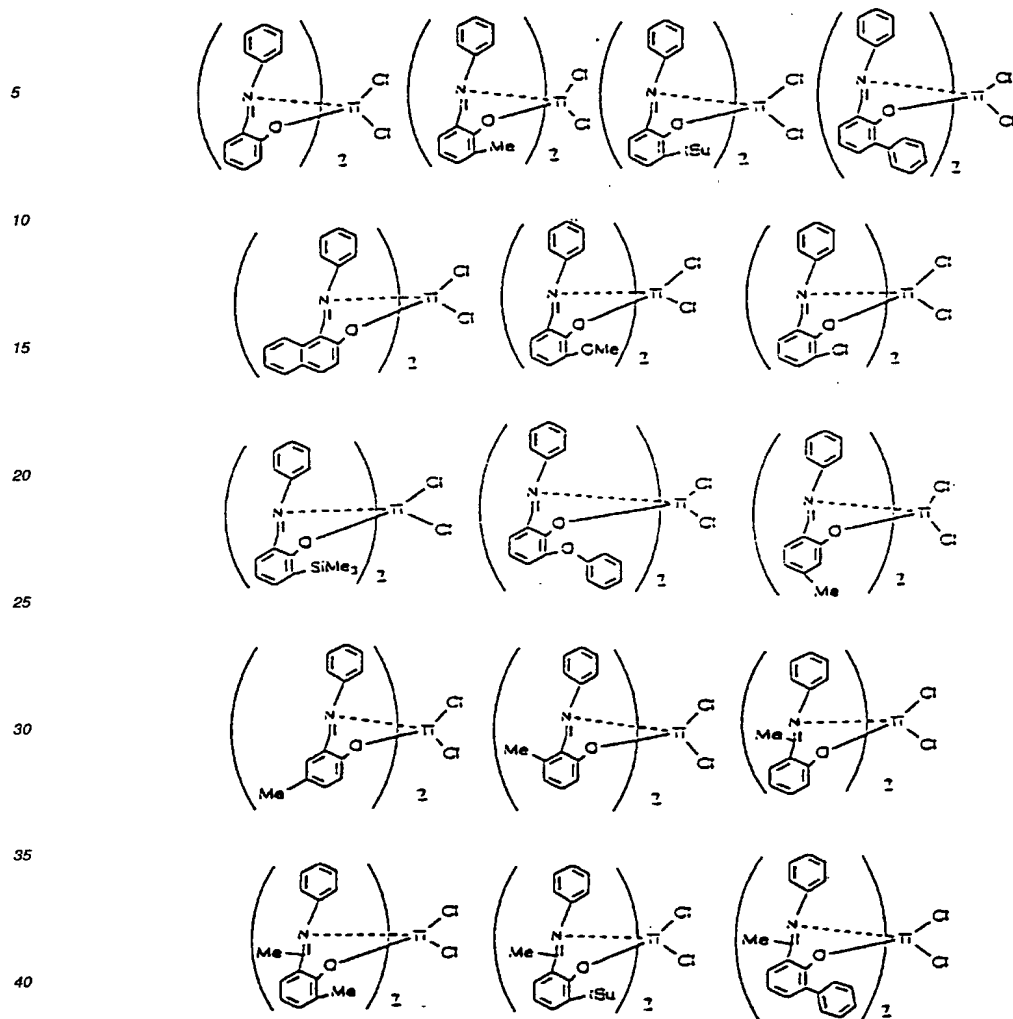 5
N O Ti Cl Cl 2
N O Me Ti Cl Cl 2
N O tBu Ti Cl Cl 2
N O Ti Cl Cl 2
10
15
N O Ti Cl Cl 2
N O OMe Ti Cl Cl 2
N O Cl Ti Cl Cl 2
20
N O SiMe3 Ti Cl Cl 2
N O O Ti Cl Cl 2
N O Me Ti Cl Cl 2
25
30
N O Me Ti Cl Cl 2
N O Me Ti Cl Cl 2
N O Me Ti Cl Cl 2
35
Me N O Me Ti Cl Cl 2
Me N O tBu Ti Cl Cl 2
Me N O Ti Cl Cl 2
40